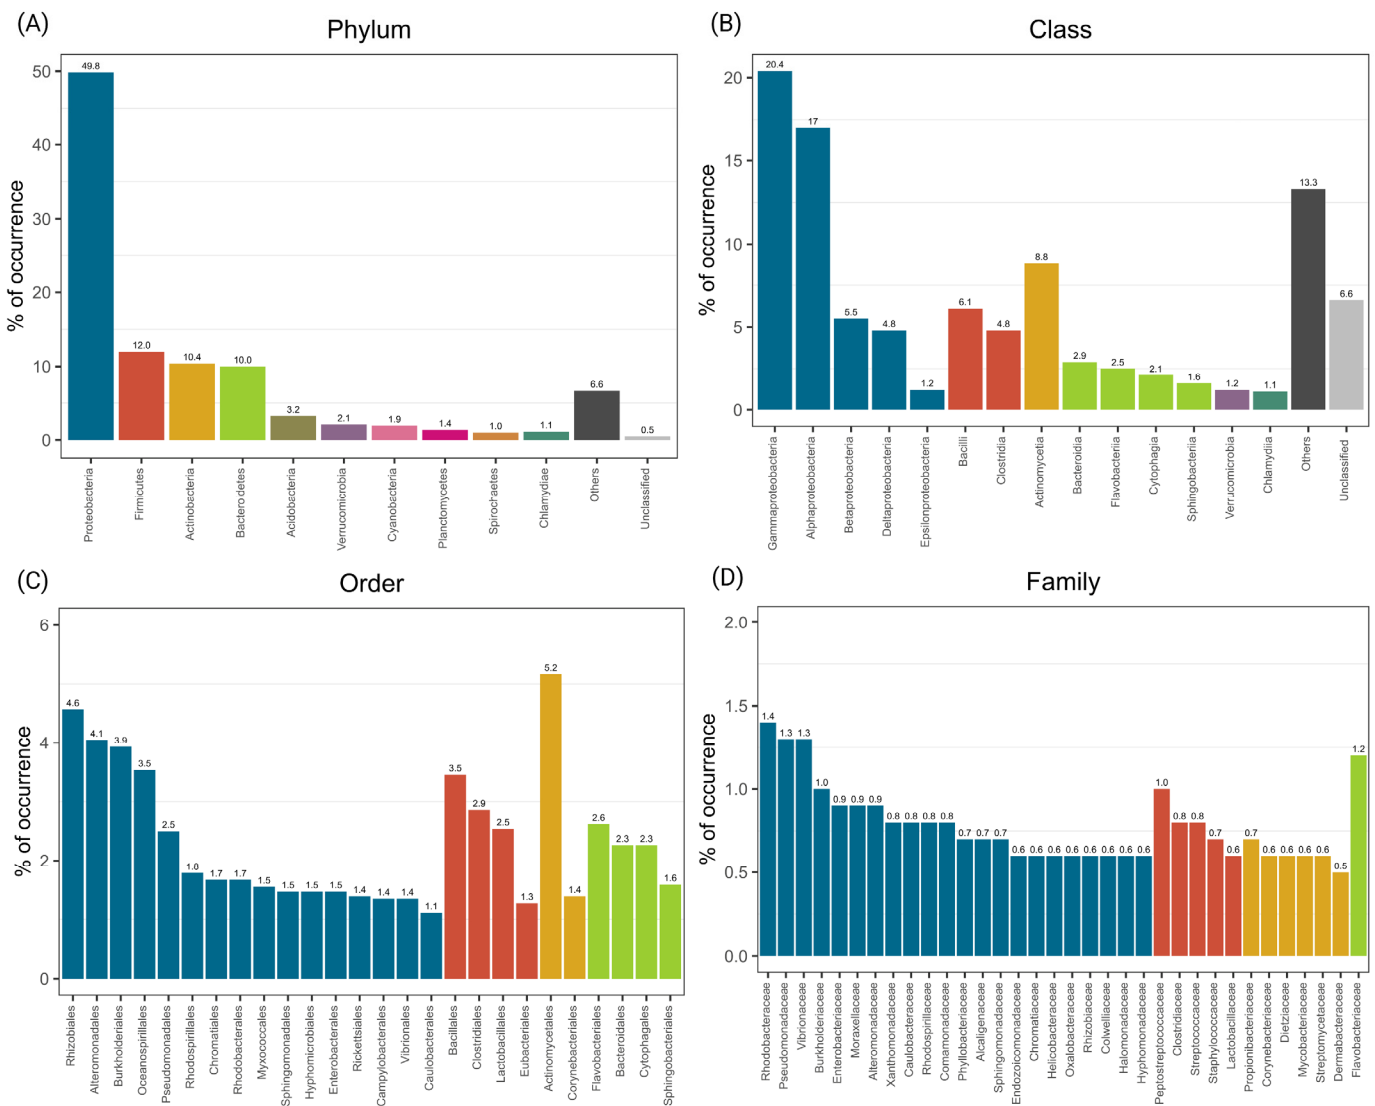 (A)
Phylum
% of occurrence
50
40
30
20
10
0
49.8
12.0
10.4
10.0
3.2
2.1
1.9
1.4
1.0
1.1
6.6
0.5
Proteobacteria
Firmicutes
Actinobacteria
Bacteroidetes
Acidobacteria
Verrucomicrobia
Cyanobacteria
Planctomycetes
Spirochaetes
Chlamydiae
Others
Unclassified
(B)
Class
% of occurrence
20
15
10
5
0
20.4
17
5.5
4.8
1.2
6.1
4.8
8.8
2.9
2.5
2.1
1.6
1.2
1.1
13.3
6.6
Gammaproteobacteria
Alphaproteobacteria
Betaproteobacteria
Deltaproteobacteria
Epsilonproteobacteria
Bacilli
Clostridia
Actinomycetia
Bacteroidia
Flavobacteriia
Cytophagia
Sphingobacteriia
Verrucomicrobia
Chlamydiia
Others
Unclassified
(C)
Order
% of occurrence
6
4
2
0
4.6
4.1
3.9
3.5
2.5
1.0
1.7
1.7
1.5
1.5
1.5
1.5
1.4
1.4
1.4
1.1
3.5
2.9
2.5
1.3
5.2
1.4
2.6
2.3
2.3
1.6
Rhizobiales
Alteromonadales
Burkholderiales
Oceanospirillales
Pseudomonadales
Rhodospirillales
Chromatiales
Rhodobacterales
Myxococcales
Sphingomonadales
Hyphomicrobiales
Enterobacterales
Rickettsiales
Campylobacterales
Vibrionales
Caulobacterales
Bacillales
Clostridiales
Lactobacillales
Eubacteriales
Actinomycetales
Corynebacteriales
Flavobacteriales
Bacteroidales
Cytophagales
Sphingobacteriales
(D)
Family
% of occurrence
2.0
1.5
1.0
0.5
0.0
1.4
1.3
1.3
1.0
0.9
0.9
0.9
0.8
0.8
0.8
0.8
0.7
0.7
0.7
0.6
0.6
0.6
0.6
0.6
0.6
0.6
0.6
1.0
0.8
0.8
0.7
0.6
0.7
0.6
0.6
0.6
0.6
0.5
1.2
Rhodobacteraceae
Pseudomonadaceae
Vibrionaceae
Burkholderiaceae
Enterobacteriaceae
Moraxellaceae
Alteromonadaceae
Xanthomonadaceae
Caulobacteraceae
Rhodospirillaceae
Comamonadaceae
Phyllobacteriaceae
Alcaligenaceae
Sphingomonadaceae
Endozoicomonadaceae
Chromatiaceae
Helicobacteraceae
Oxalobacteraceae
Rhizobiaceae
Colwelliaceae
Halomonadaceae
Hyphomonadaceae
Peptostreptococcaceae
Clostridiaceae
Streptococcaceae
Staphylococcaceae
Lactobacillaceae
Propionibacteriaceae
Corynebacteriaceae
Dietziaceae
Mycobacteriaceae
Streptomycetaceae
Dermabacteraceae
Flavobacteriaceae